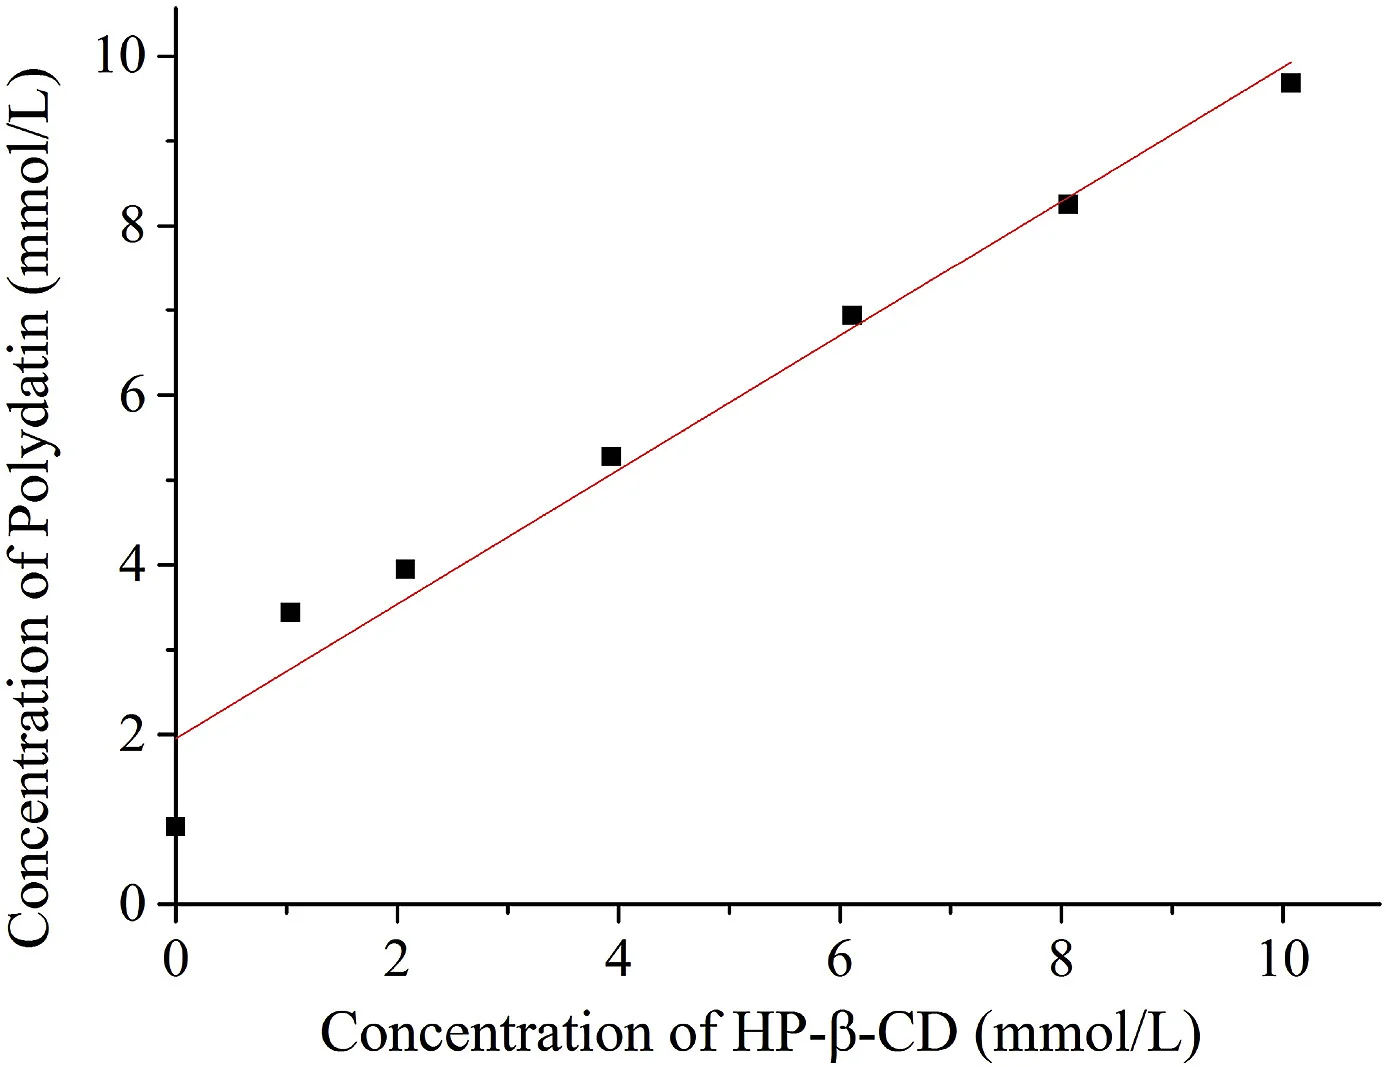 Concentration of Polydatin (mmol/L)
10
8
6
4
2
0
0 2 4 6 8 10
Concentration of HP-β-CD (mmol/L)